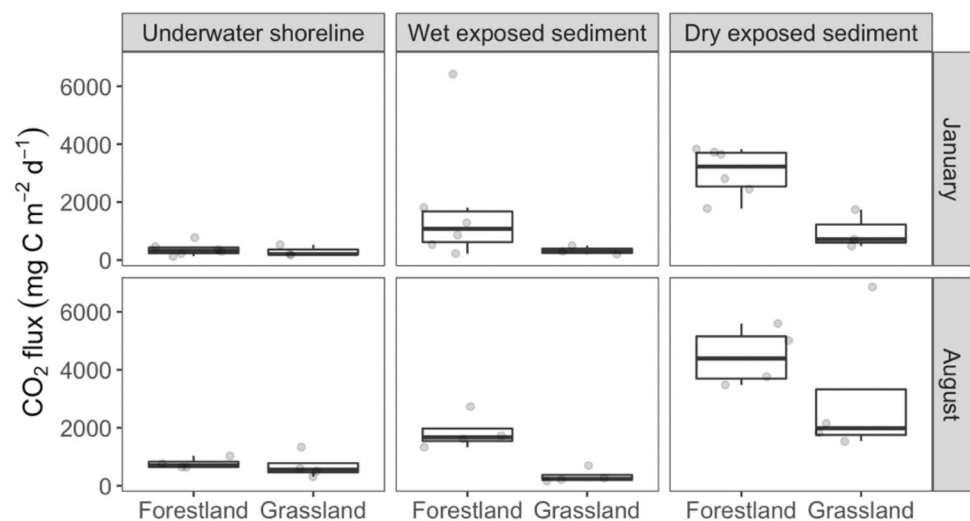 Underwater shoreline Wet exposed sediment Dry exposed sediment
6000
4000
2000
0
January
CO₂ flux (mg C m⁻² d⁻¹)
6000
4000
2000
0
August
Forestland Grassland Forestland Grassland Forestland Grassland